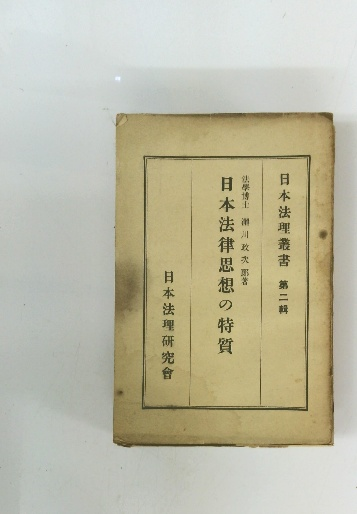 日本法理叢書 第二輯
法學博士 瀧川政次郎著
日本法律思想の特質
日本法理研究會